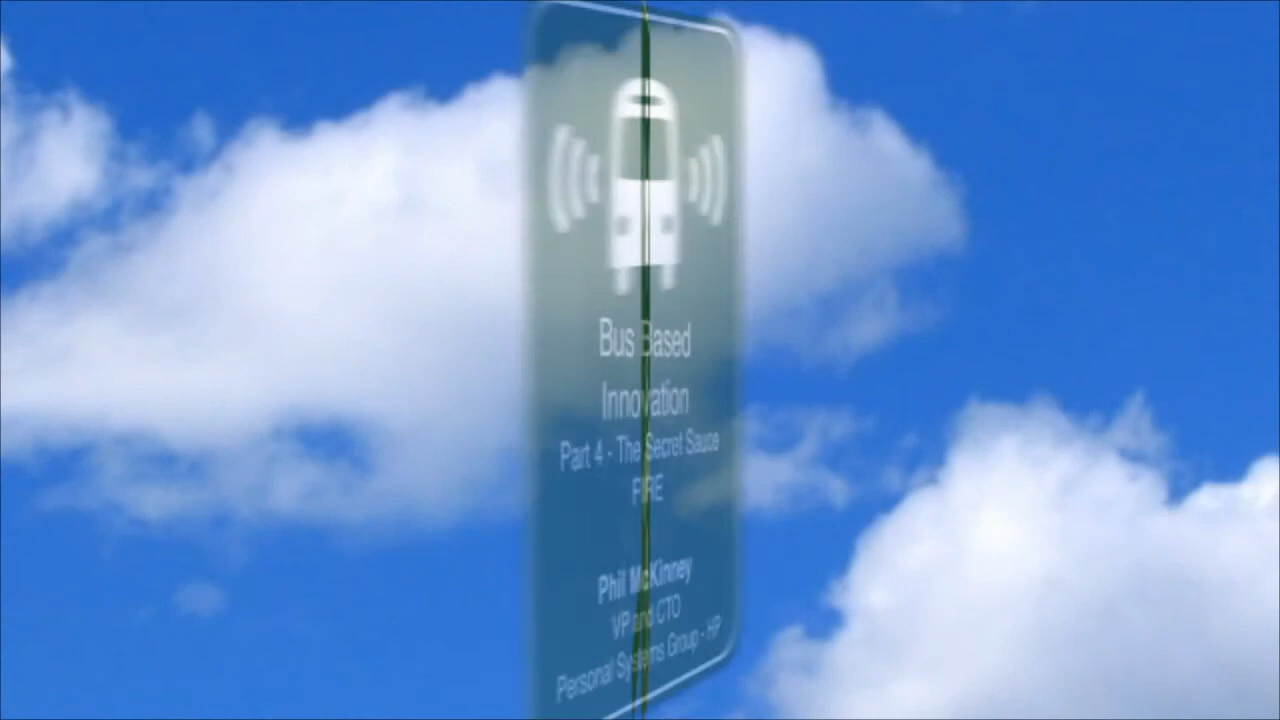 Bus Based
Innovation
Part 4 - The Secret Sauce
FIRE
Phil McKinney
VP and CTO
Personal Systems Group - HP